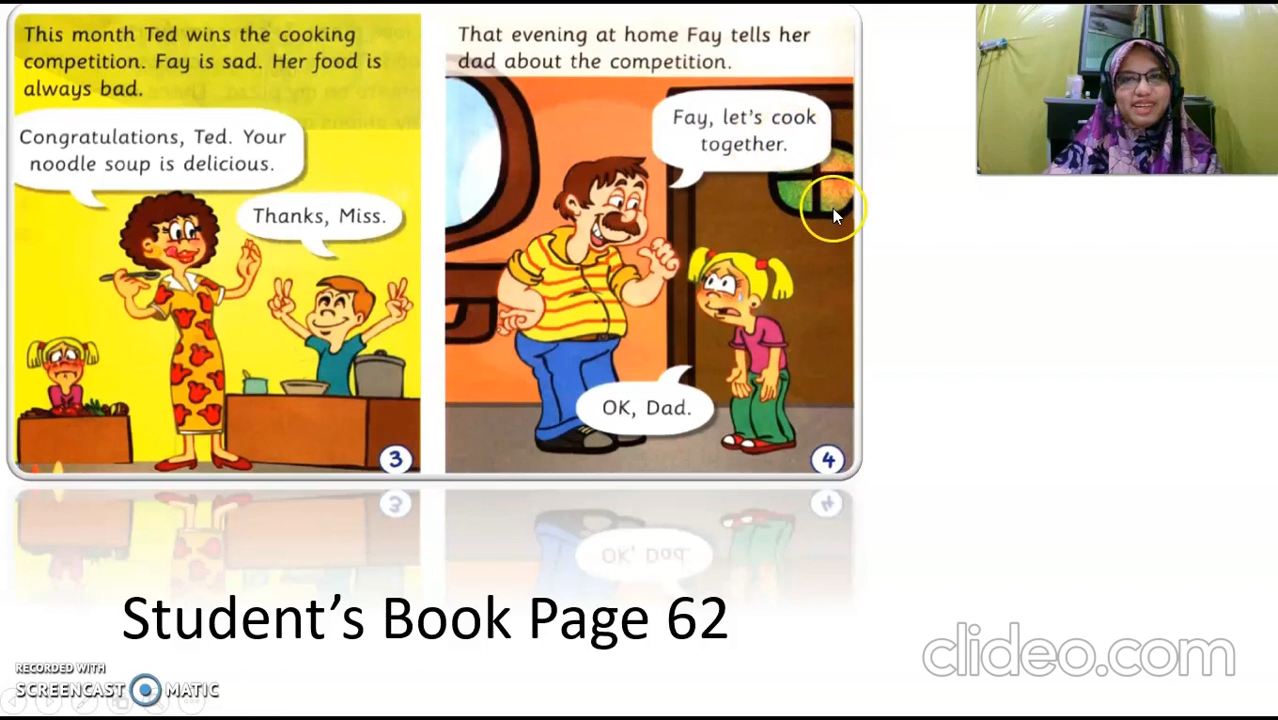 This month Ted wins the cooking
competition. Fay is sad. Her food is
always bad.
Congratulations, Ted. Your
noodle soup is delicious.
Thanks, Miss.
3
That evening at home Fay tells her
dad about the competition.
Fay, let's cook
together.
OK, Dad.
4
Student's Book Page 62
RECORDED WITH
SCREENCAST MATIC
clideo.com